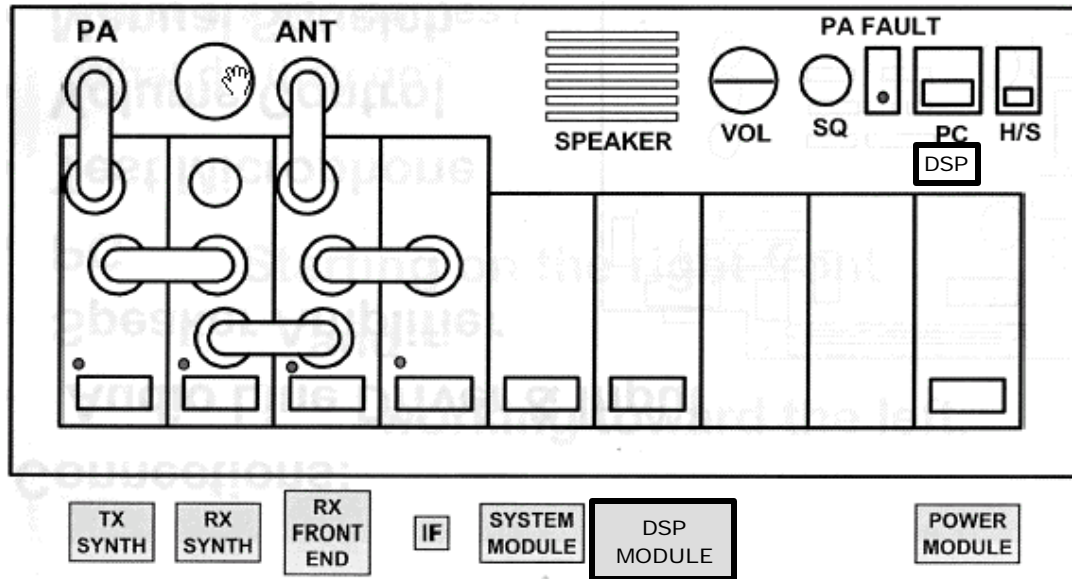 PA
ANT
PA FAULT
SPEAKER
VOL
SQ
PC
H/S
DSP
TX
SYNTH
RX
SYNTH
RX
FRONT
END
IF
SYSTEM
MODULE
DSP
MODULE
POWER
MODULE